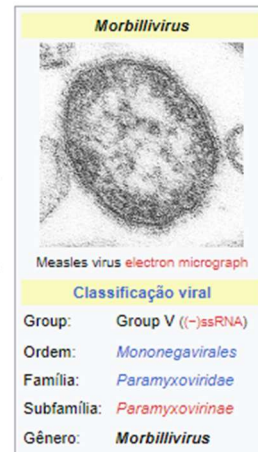 Morbillivirus
Measles virus electron micrograph
Classificação viral
Group: Group V ((−)ssRNA)
Ordem: Mononegavirales
Família: Paramyxoviridae
Subfamília: Paramyxovirinae
Gênero: Morbillivirus